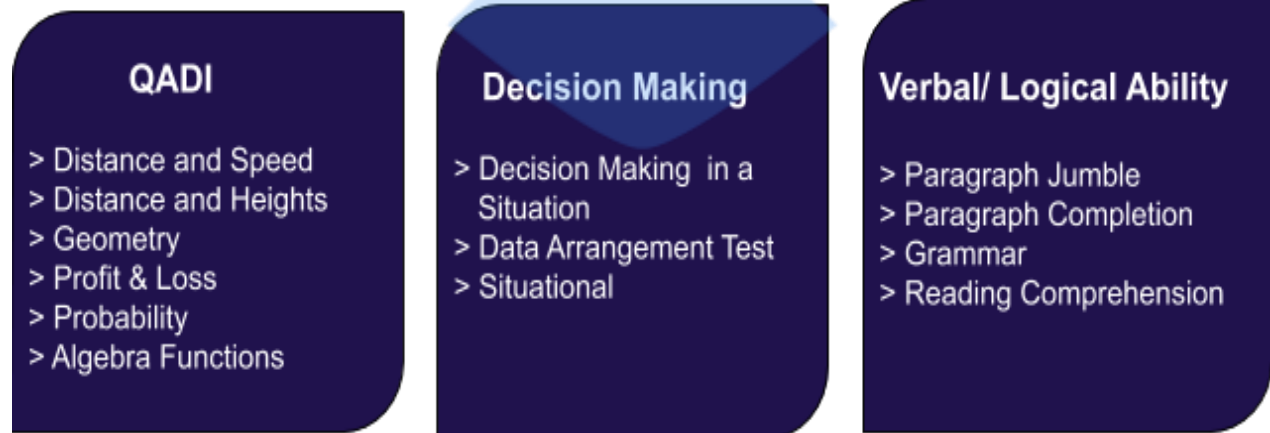 QADI
> Distance and Speed
> Distance and Heights
> Geometry
> Profit & Loss
> Probability
> Algebra Functions
Decision Making
> Decision Making in a
Situation
> Data Arrangement Test
> Situational
Verbal/ Logical Ability
> Paragraph Jumble
> Paragraph Completion
> Grammar
> Reading Comprehension